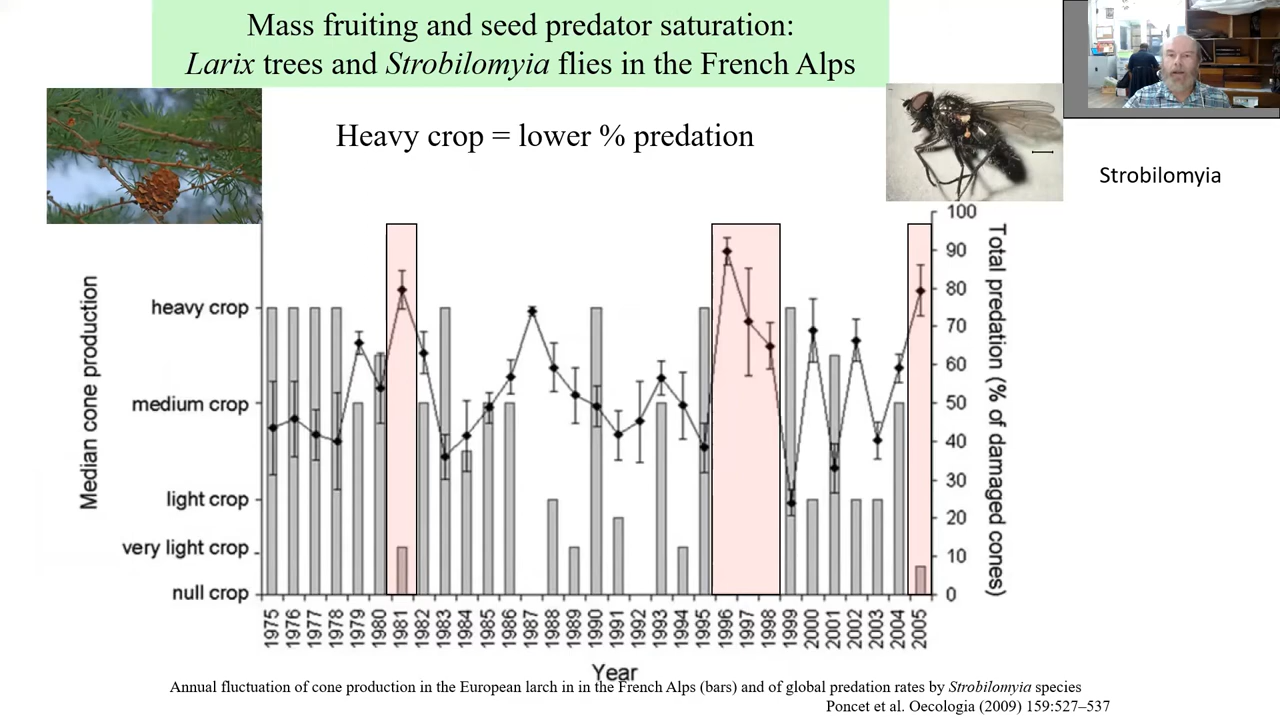 Mass fruiting and seed predator saturation:
Larix trees and Strobilomyia flies in the French Alps
Heavy crop = lower % predation
Strobilomyia
Median cone production
heavy crop
medium crop
light crop
very light crop
null crop
100
90
80
70
60
50
40
30
20
10
0
Total predation (% of damaged cones)
1975 1976 1977 1978 1979 1980 1981 1982 1983 1984 1985 1986 1987 1988 1989 1990 1991 1992 1993 1994 1995 1996 1997 1998 1999 2000 2001 2002 2003 2004 2005
Year
Annual fluctuation of cone production in the European larch in in the French Alps (bars) and of global predation rates by Strobilomyia species
Poncet et al. Oecologia (2009) 159:527–537